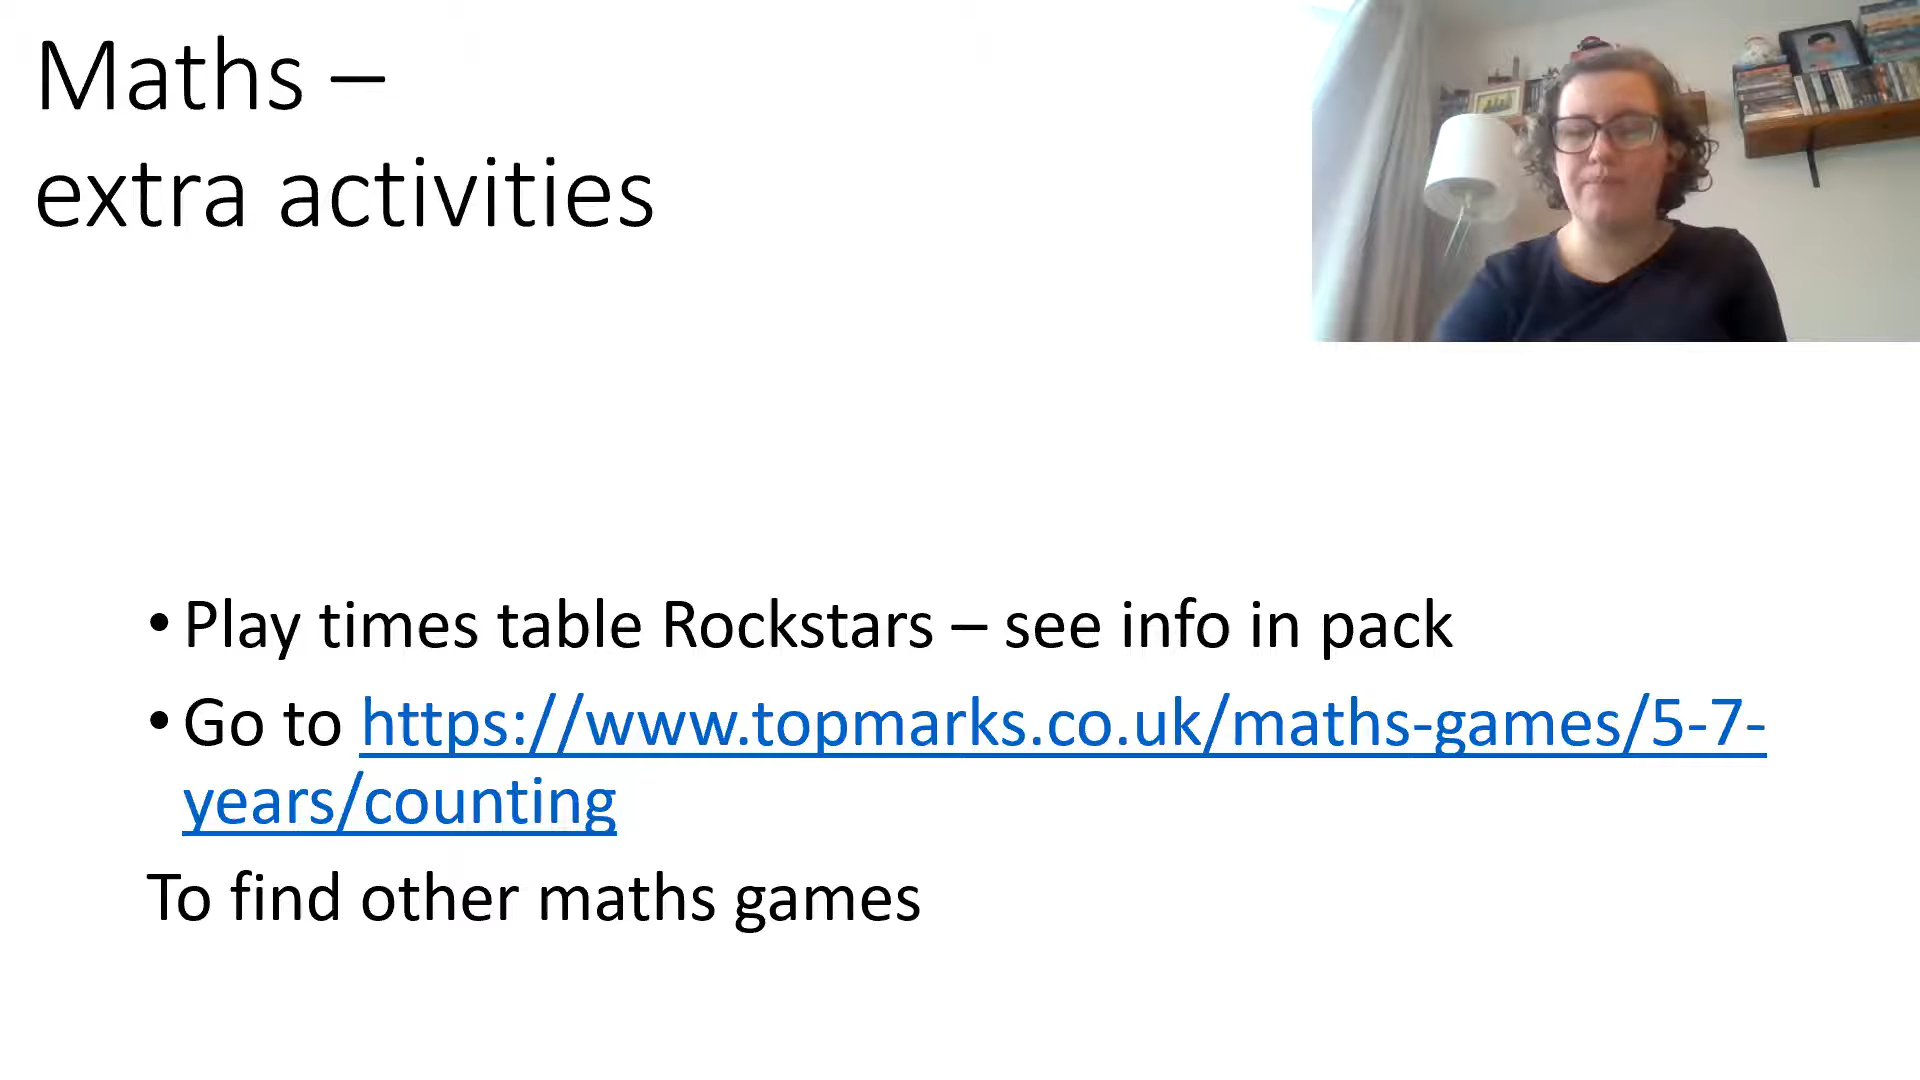 Maths –
extra activities
• Play times table Rockstars – see info in pack
• Go to https://www.topmarks.co.uk/maths-games/5-7-
years/counting
To find other maths games